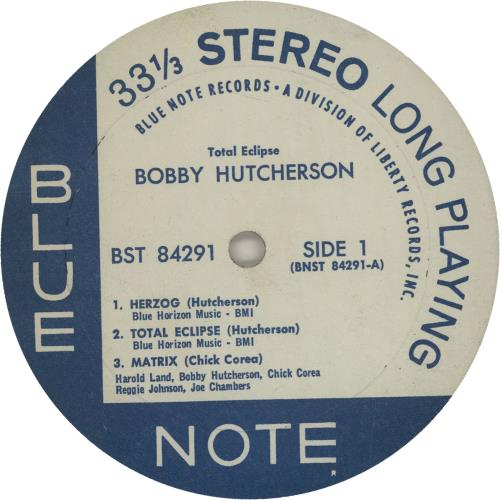 33⅓ STEREO LONG PLAYING
BLUE NOTE RECORDS • A DIVISION OF LIBERTY RECORDS, INC.
Total Eclipse
BOBBY HUTCHERSON
BST 84291
SIDE 1
(BNST 84291-A)
1. HERZOG (Hutcherson)
Blue Horizon Music - BMI
2. TOTAL ECLIPSE (Hutcherson)
Blue Horizon Music - BMI
3. MATRIX (Chick Corea)
Harold Land, Bobby Hutcherson, Chick Corea
Reggie Johnson, Joe Chambers
BLUE
NOTE
®